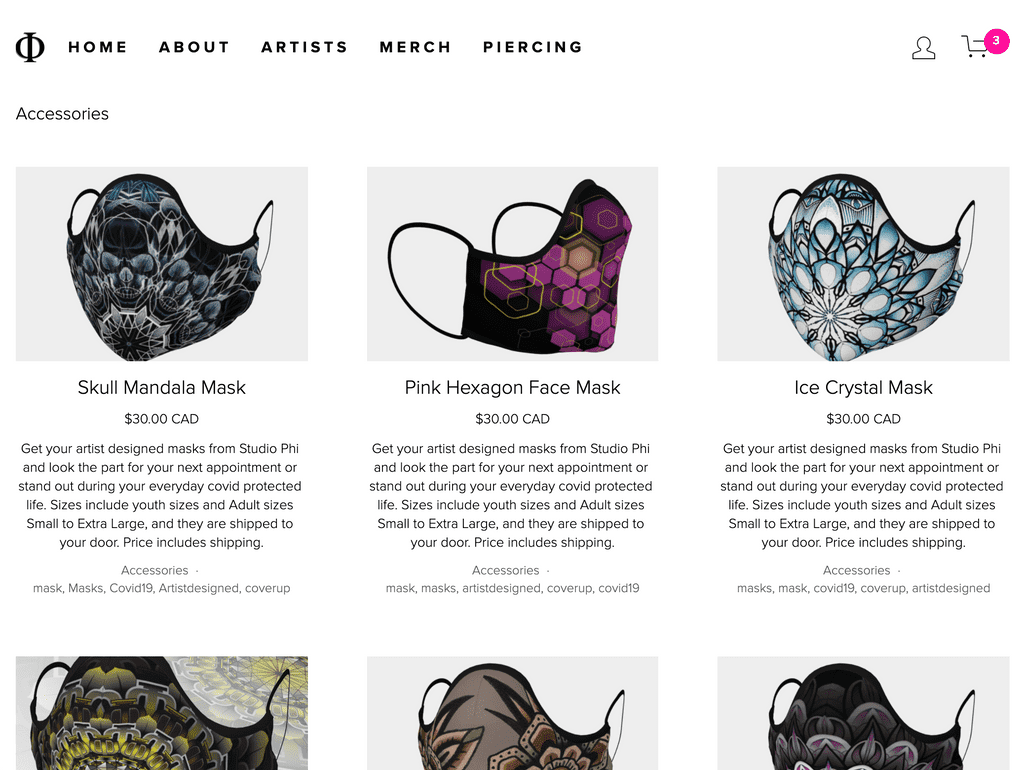 Φ HOME ABOUT ARTISTS MERCH PIERCING 3
Accessories
Skull Mandala Mask
$30.00 CAD
Get your artist designed masks from Studio Phi
and look the part for your next appointment or
stand out during your everyday covid protected
life. Sizes include youth sizes and Adult sizes
Small to Extra Large, and they are shipped to
your door. Price includes shipping.
Accessories ·
mask, Masks, Covid19, Artistdesigned, coverup
Pink Hexagon Face Mask
$30.00 CAD
Get your artist designed masks from Studio Phi
and look the part for your next appointment or
stand out during your everyday covid protected
life. Sizes include youth sizes and Adult sizes
Small to Extra Large, and they are shipped to
your door. Price includes shipping.
Accessories ·
mask, masks, artistdesigned, coverup, covid19
Ice Crystal Mask
$30.00 CAD
Get your artist designed masks from Studio Phi
and look the part for your next appointment or
stand out during your everyday covid protected
life. Sizes include youth sizes and Adult sizes
Small to Extra Large, and they are shipped to
your door. Price includes shipping.
Accessories ·
masks, mask, covid19, coverup, artistdesigned